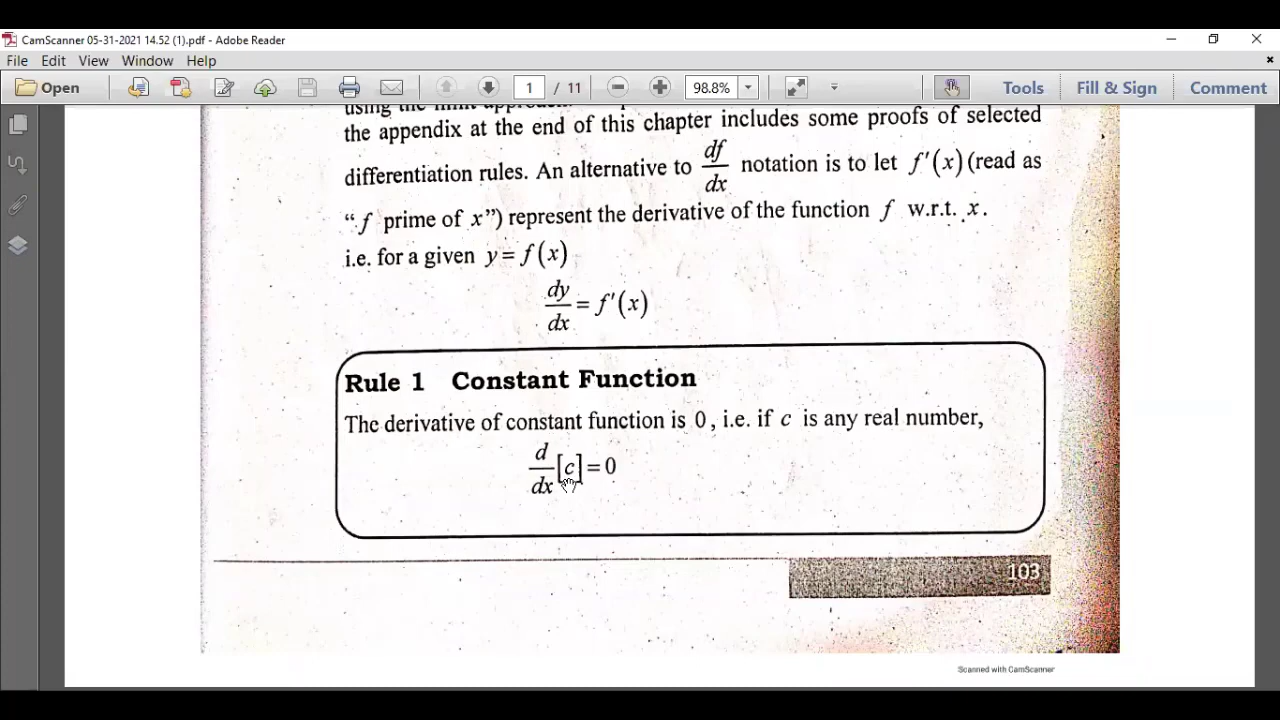 CamScanner 05-31-2021 14.52 (1).pdf - Adobe Reader
File Edit View Window Help
Open 1 / 11 98.8% Tools Fill & Sign Comment
using the limit
the appendix at the end of this chapter includes some proofs of selected
differentiation rules. An alternative to df/dx notation is to let f'(x) (read as
“f prime of x”) represent the derivative of the function f w.r.t. x.
i.e. for a given y = f(x)
dy/dx = f'(x)
Rule 1 Constant Function
The derivative of constant function is 0, i.e. if c is any real number,
d/dx [c] = 0
103
Scanned with CamScanner